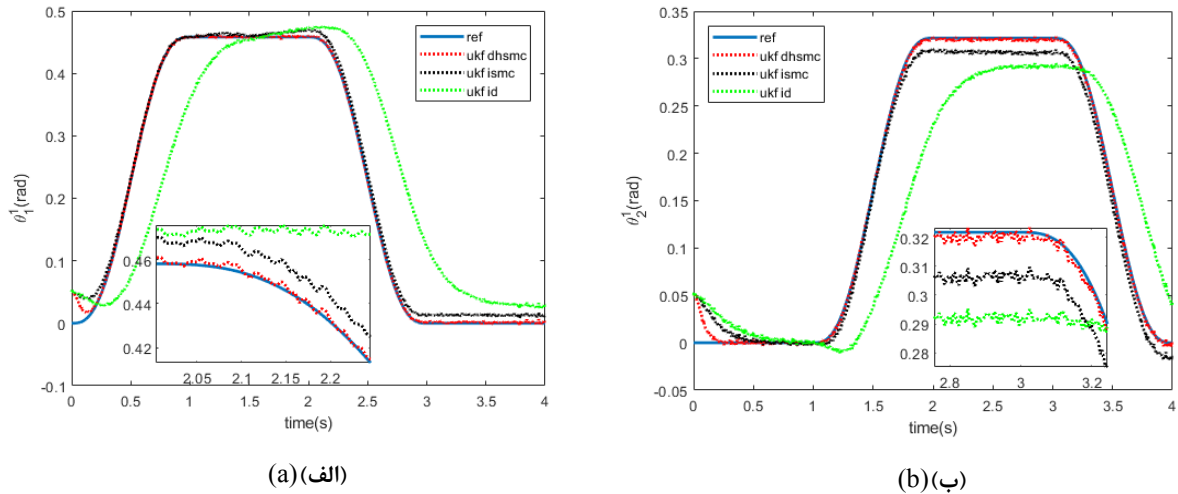 0.5
0.4
0.3
0.2
0.1
0
-0.1
θ₁¹(rad)
0 0.5 1 1.5 2 2.5 3 3.5 4
time(s)
ref
ukf dhsmc
ukf ismc
ukf id
0.46
0.44
0.42
2.05 2.1 2.15 2.2
(a) (الف)
0.35
0.3
0.25
0.2
0.15
0.1
0.05
0
-0.05
θ₂¹(rad)
0 0.5 1 1.5 2 2.5 3 3.5 4
time(s)
ref
ukf dhsmc
ukf ismc
ukf id
0.32
0.31
0.3
0.29
0.28
2.8 3 3.2
(b) (ب)